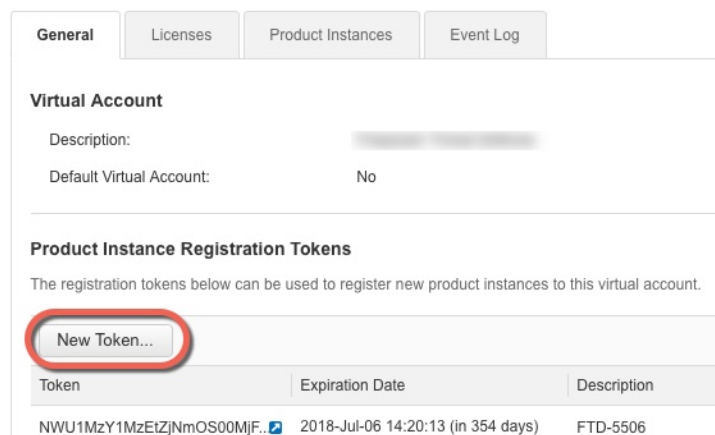 General Licenses Product Instances Event Log
Virtual Account
Description:
Default Virtual Account: No
Product Instance Registration Tokens
The registration tokens below can be used to register new product instances to this virtual account.
New Token...
Token Expiration Date Description
NWU1MzY1MzEtZjNmOS00MjF.. 2018-Jul-06 14:20:13 (in 354 days) FTD-5506